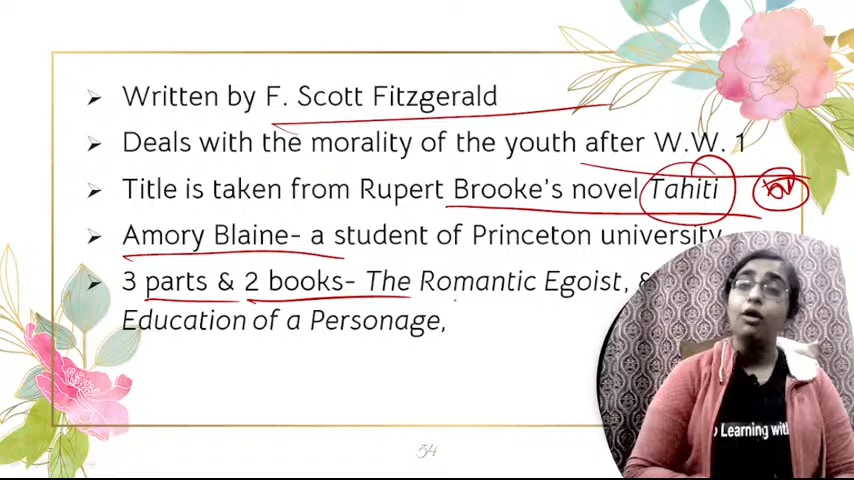 Written by F. Scott Fitzgerald
Deals with the morality of the youth after W.W. 1
Title is taken from Rupert Brooke's novel Tahiti
Amory Blaine- a student of Princeton university
3 parts & 2 books- The Romantic Egoist, &
Education of a Personage,
Learning with
54